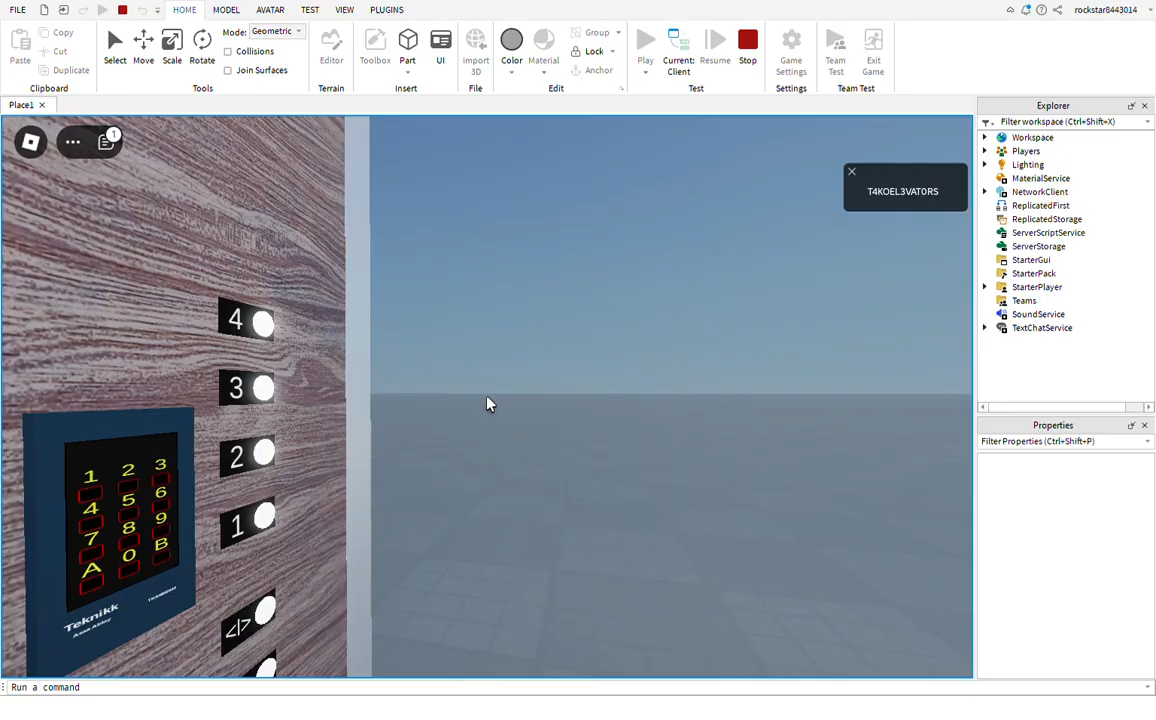 FILE HOME MODEL AVATAR TEST VIEW PLUGINS rockstar8443014
Paste
Copy
Cut
Duplicate
Clipboard
Select Move Scale Rotate
Mode: Geometric
Collisions
Join Surfaces
Tools
Editor
Terrain
Toolbox Part UI
Insert
Import
3D
File
Color Material
Group
Lock
Anchor
Edit
Play Current:
Client
Resume Stop
Test
Game
Settings
Settings
Team
Test
Exit
Game
Team Test
Place1
1
T4KOEL3VAT0RS
4
3
2
1
<|>
1 2 3
4 5 6
7 8 9
A 0 B
Teknikk
Explorer
Filter workspace (Ctrl+Shift+X)
Workspace
Players
Lighting
MaterialService
NetworkClient
ReplicatedFirst
ReplicatedStorage
ServerScriptService
ServerStorage
StarterGui
StarterPack
StarterPlayer
Teams
SoundService
TextChatService
Properties
Filter Properties (Ctrl+Shift+P)
Run a command